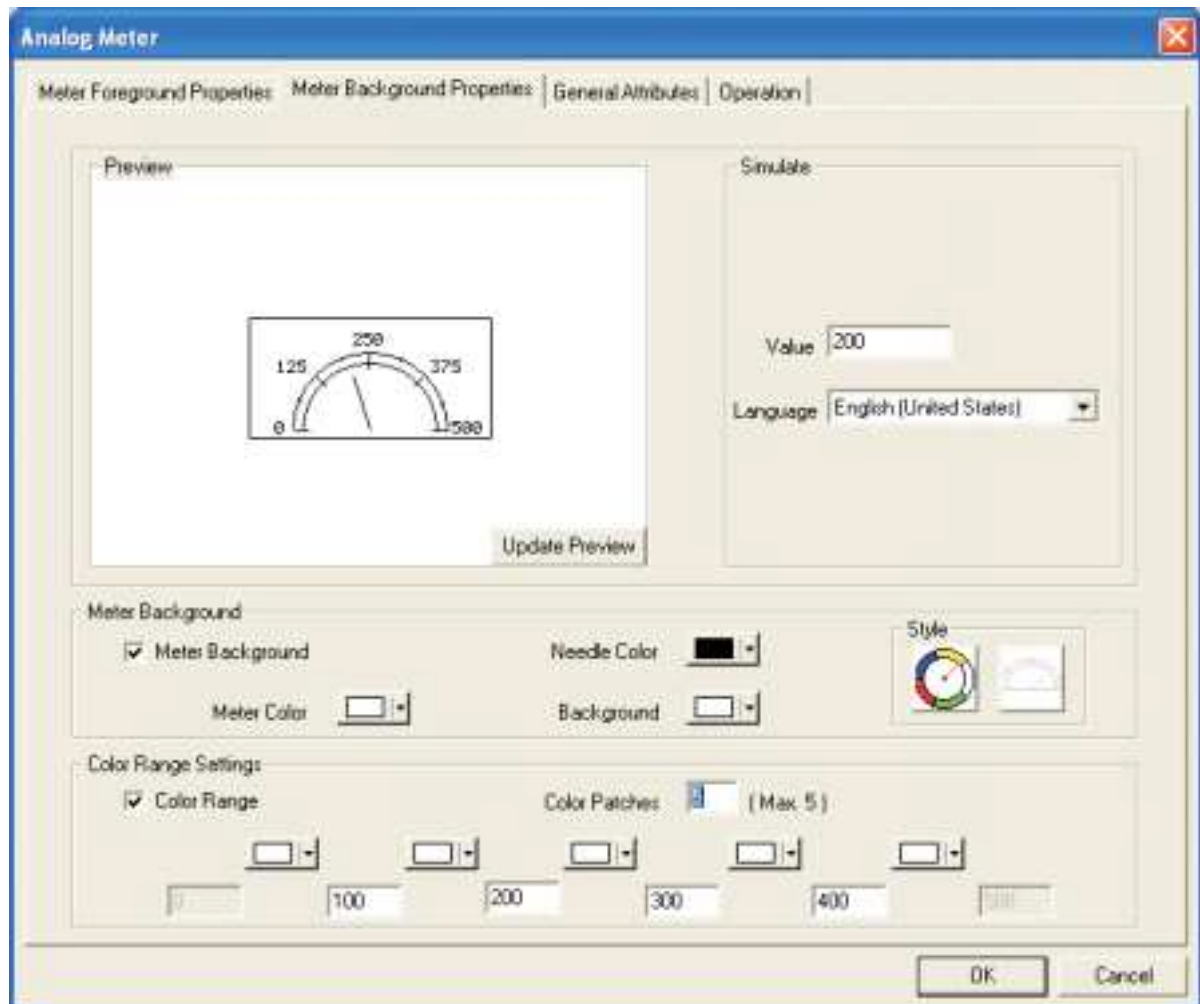 Analog Meter
Meter Foreground Properties
Meter Background Properties
General Attributes
Operation
Preview
Simulate
250
125
375
0
500
Value
200
Language
English (United States)
Update Preview
Meter Background
Meter Background
Needle Color
Style
Meter Color
Background
Color Range Settings
Color Range
Color Patches
( Max. 5 )
0
100
200
300
400
500
OK
Cancel